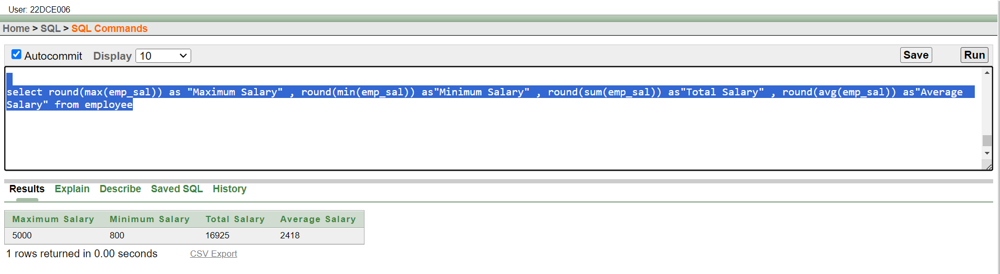 User: 22DCE006
Home > SQL > SQL Commands
Autocommit Display 10 Save Run
select round(max(emp_sal)) as "Maximum Salary" , round(min(emp_sal)) as"Minimum Salary" , round(sum(emp_sal)) as"Total Salary" , round(avg(emp_sal)) as"Average
Salary" from employee
Results Explain Describe Saved SQL History
Maximum Salary Minimum Salary Total Salary Average Salary
5000 800 16925 2418
1 rows returned in 0.00 seconds CSV Export